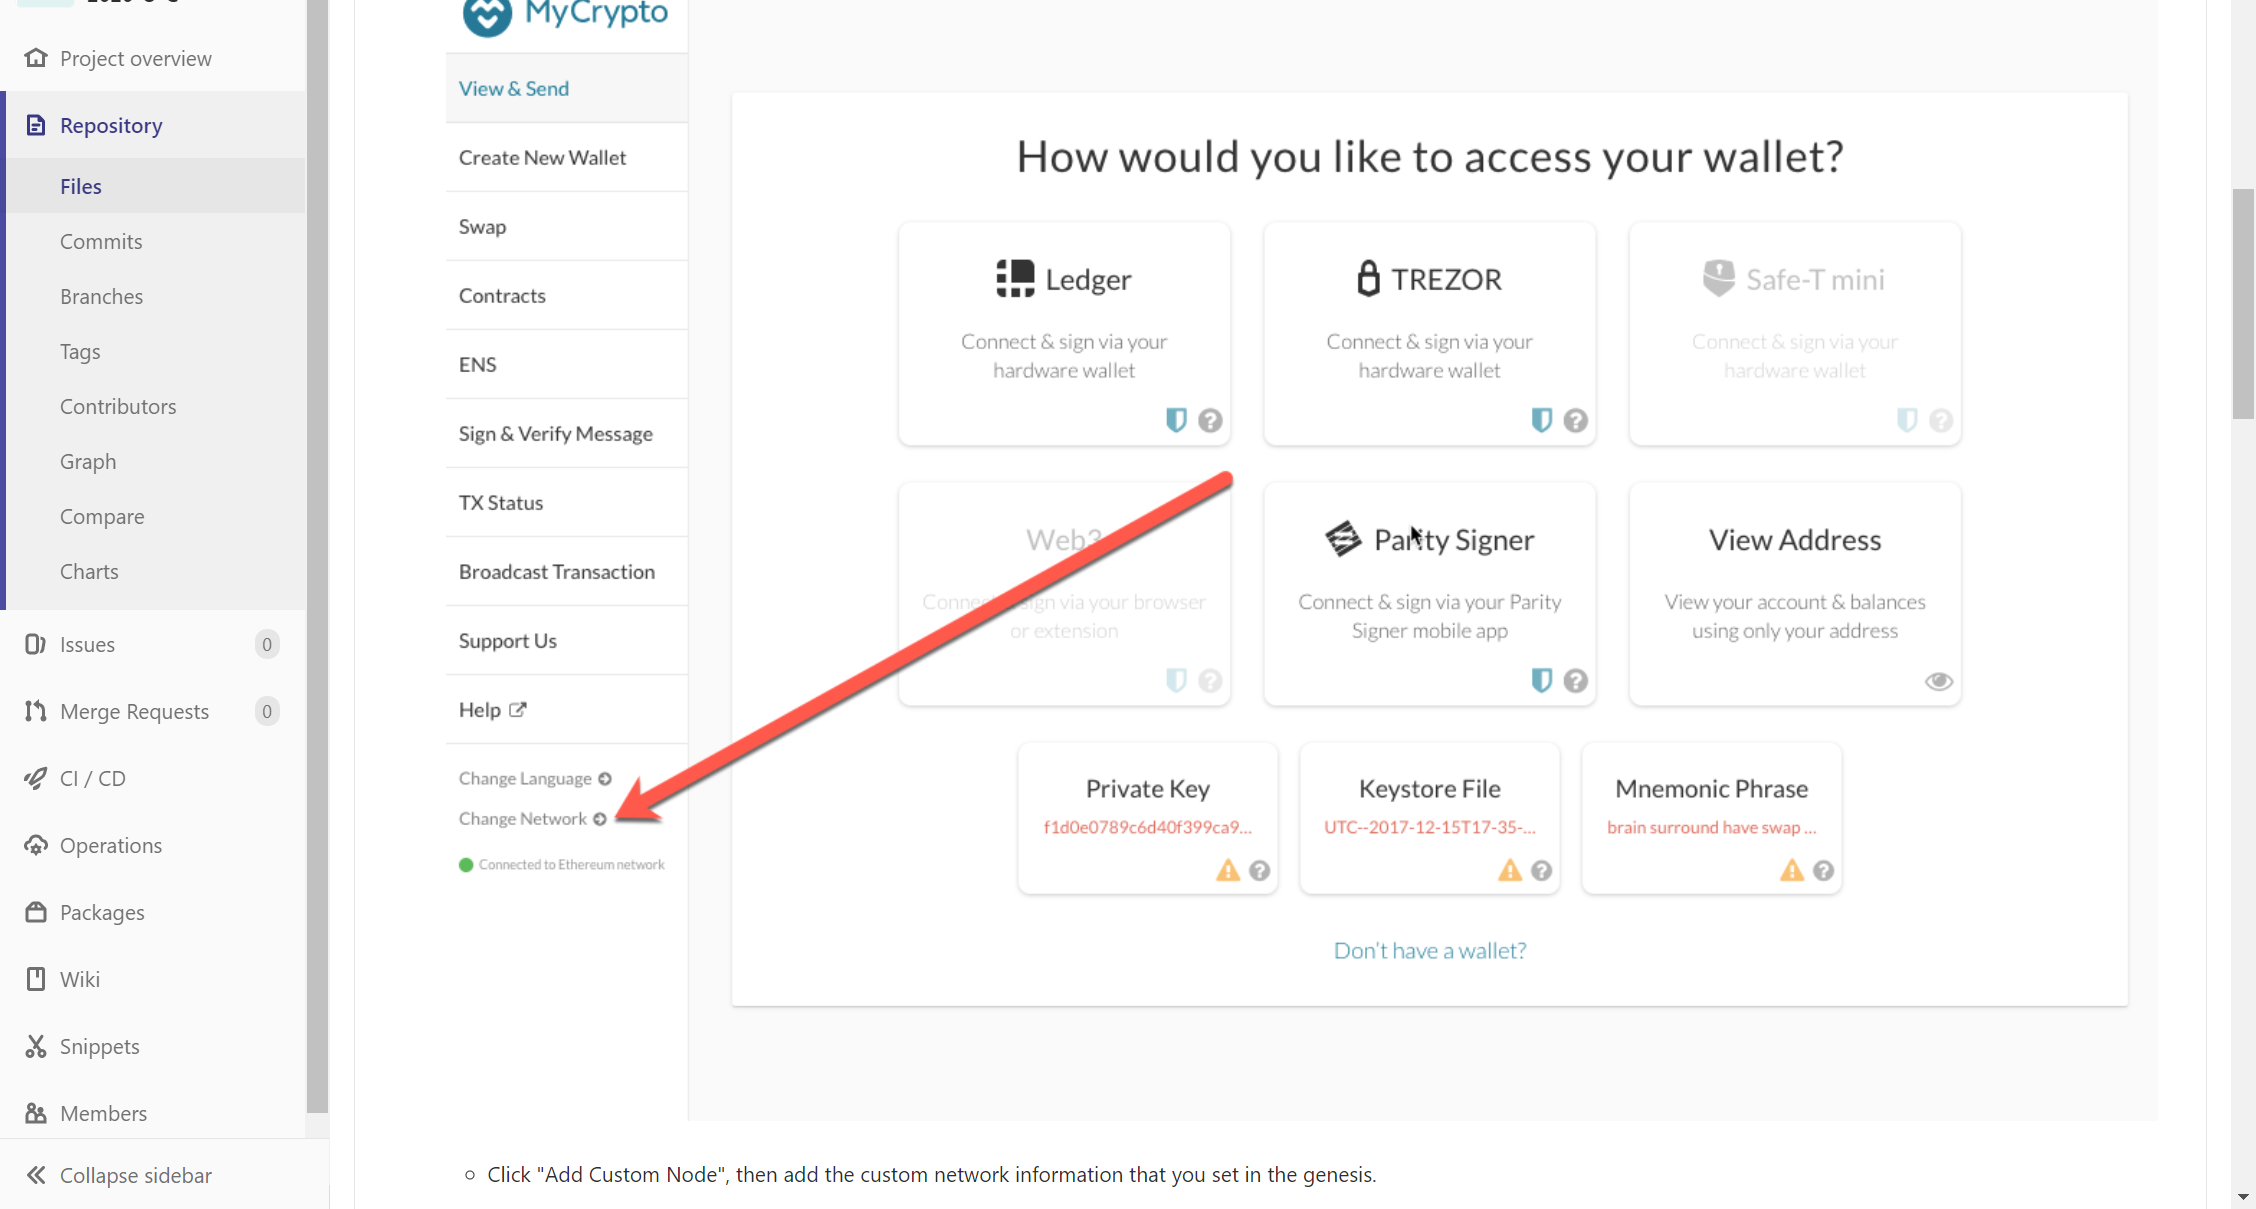 Project overview
Repository
Files
Commits
Branches
Tags
Contributors
Graph
Compare
Charts
Issues 0
Merge Requests 0
CI / CD
Operations
Packages
Wiki
Snippets
Members
Collapse sidebar
MyCrypto
View & Send
Create New Wallet
Swap
Contracts
ENS
Sign & Verify Message
TX Status
Broadcast Transaction
Support Us
Help
Change Language
Change Network
Connected to Ethereum network
How would you like to access your wallet?
Ledger
Connect & sign via your
hardware wallet
TREZOR
Connect & sign via your
hardware wallet
Safe-T mini
Connect & sign via your
hardware wallet
Web3
Connect & sign via your browser
or extension
Parity Signer
Connect & sign via your Parity
Signer mobile app
View Address
View your account & balances
using only your address
Private Key
f1d0e0789c6d40f399ca9...
Keystore File
UTC--2017-12-15T17-35-...
Mnemonic Phrase
brain surround have swap ...
Don't have a wallet?
Click "Add Custom Node", then add the custom network information that you set in the genesis.